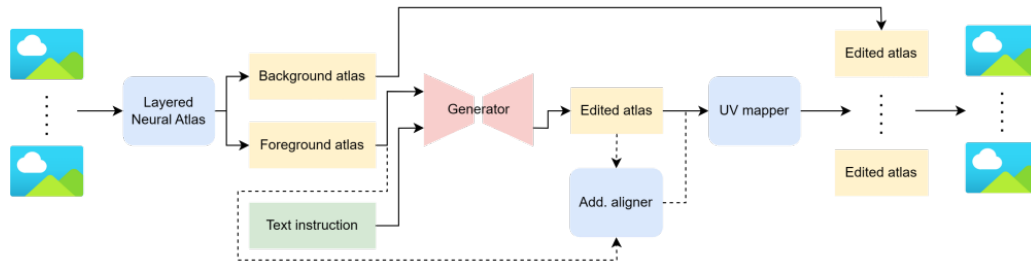 Layered
Neural Atlas
Background atlas
Foreground atlas
Text instruction
Generator
Edited atlas
Add. aligner
UV mapper
Edited atlas
Edited atlas